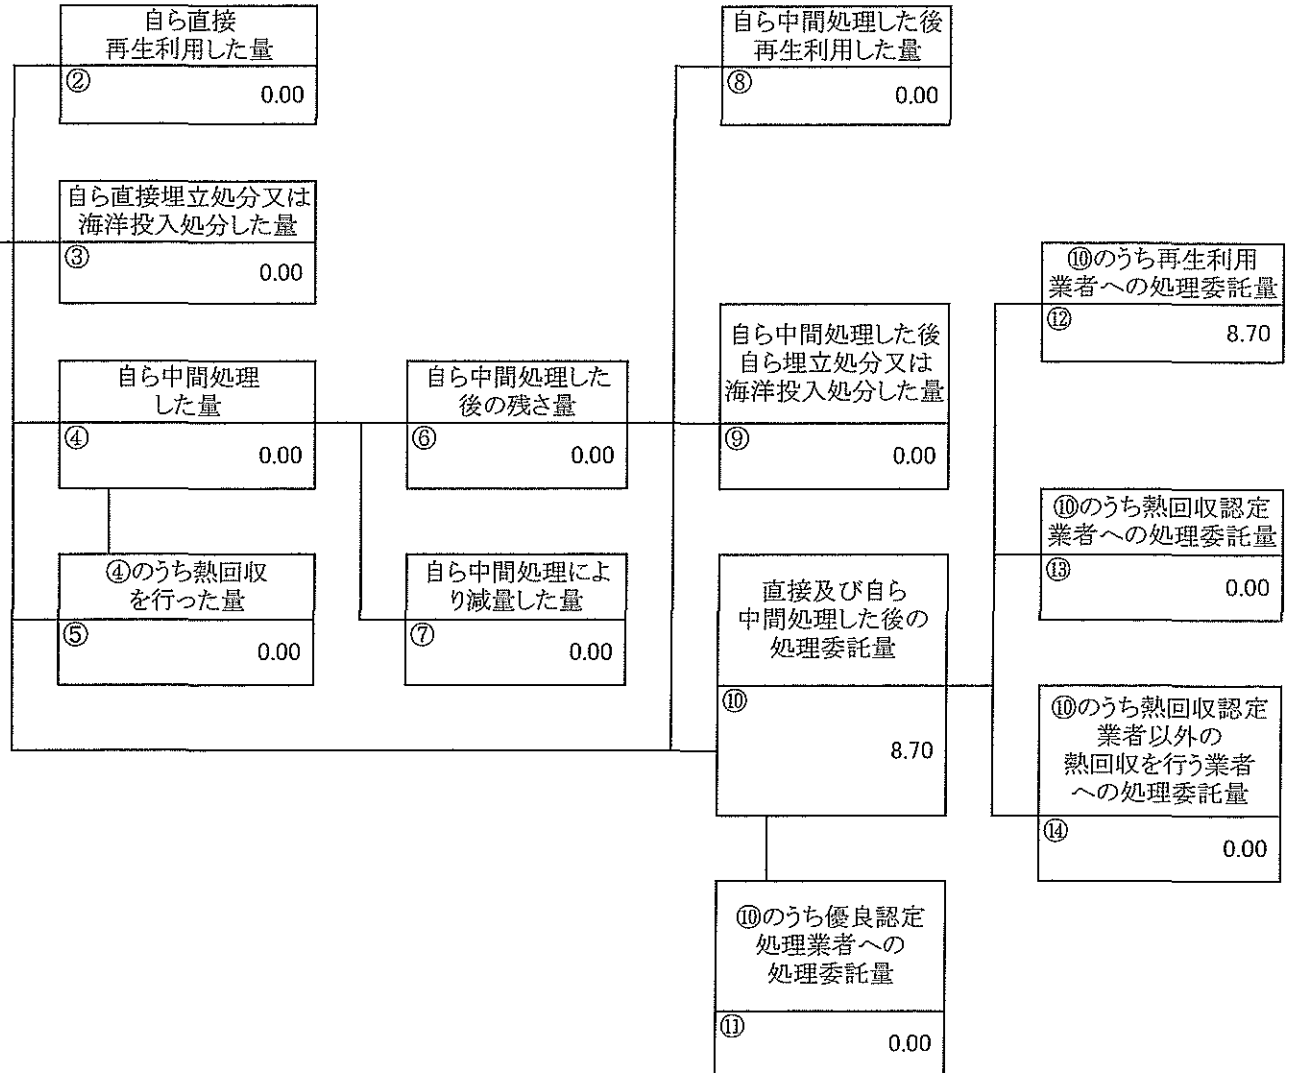 自ら直接
再生利用した量
②
0.00
自ら直接埋立処分又は
海洋投入処分した量
③
0.00
自ら中間処理
した量
④
0.00
④のうち熱回収
を行った量
⑤
0.00
自ら中間処理した
後の残さ量
⑥
0.00
自ら中間処理によ
り減量した量
⑦
0.00
自ら中間処理した後
再生利用した量
⑧
0.00
自ら中間処理した後
自ら埋立処分又は
海洋投入処分した量
⑨
0.00
直接及び自ら
中間処理した後の
処理委託量
⑩
8.70
⑩のうち優良認定
処理業者への
処理委託量
⑪
0.00
⑩のうち再生利用
業者への処理委託量
⑫
8.70
⑩のうち熱回収認定
業者への処理委託量
⑬
0.00
⑩のうち熱回収認定
業者以外の
熱回収を行う業者
への処理委託量
⑭
0.00